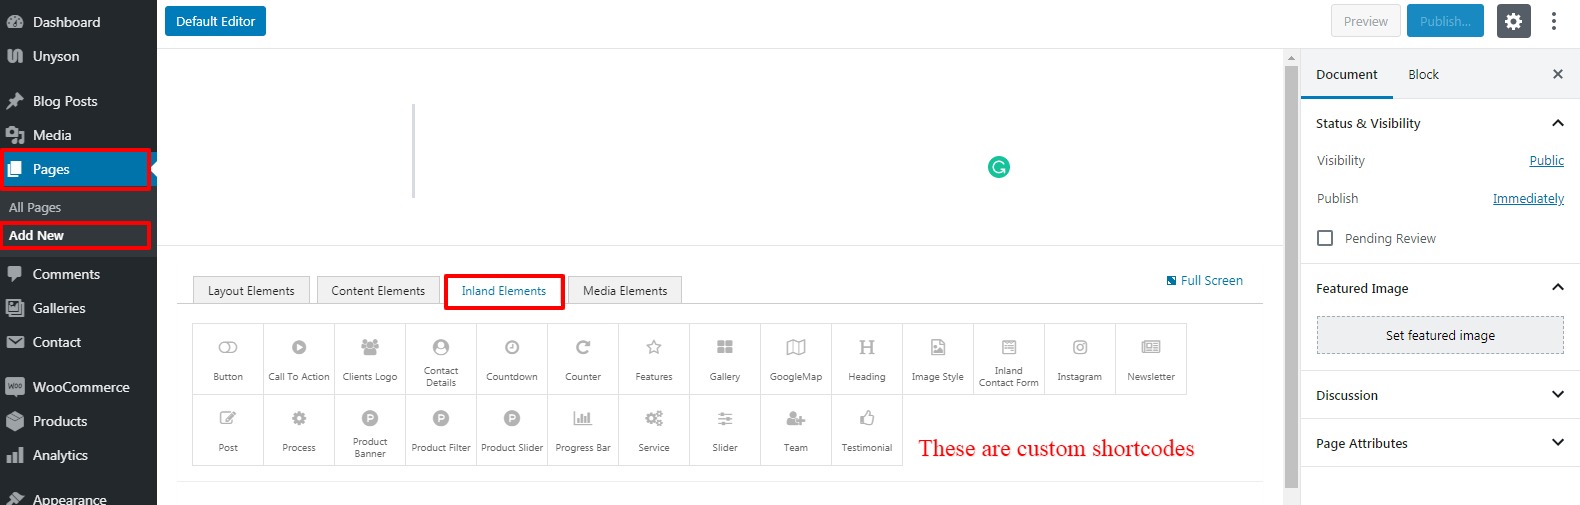 Dashboard
Unyson
Blog Posts
Media
Pages
All Pages
Add New
Comments
Galleries
Contact
WooCommerce
Products
Analytics
Appearance
Default Editor
Preview
Publish...
Layout Elements
Content Elements
Inland Elements
Media Elements
Full Screen
Button
Call To Action
Clients Logo
Contact
Details
Countdown
Counter
Features
Gallery
GoogleMap
Heading
Image Style
Inland
Contact Form
Instagram
Newsletter
Post
Process
Product
Banner
Product Filter
Product Slider
Progress Bar
Service
Slider
Team
Testimonial
These are custom shortcodes
Document
Block
Status & Visibility
Visibility
Public
Publish
Immediately
Pending Review
Featured Image
Set featured image
Discussion
Page Attributes